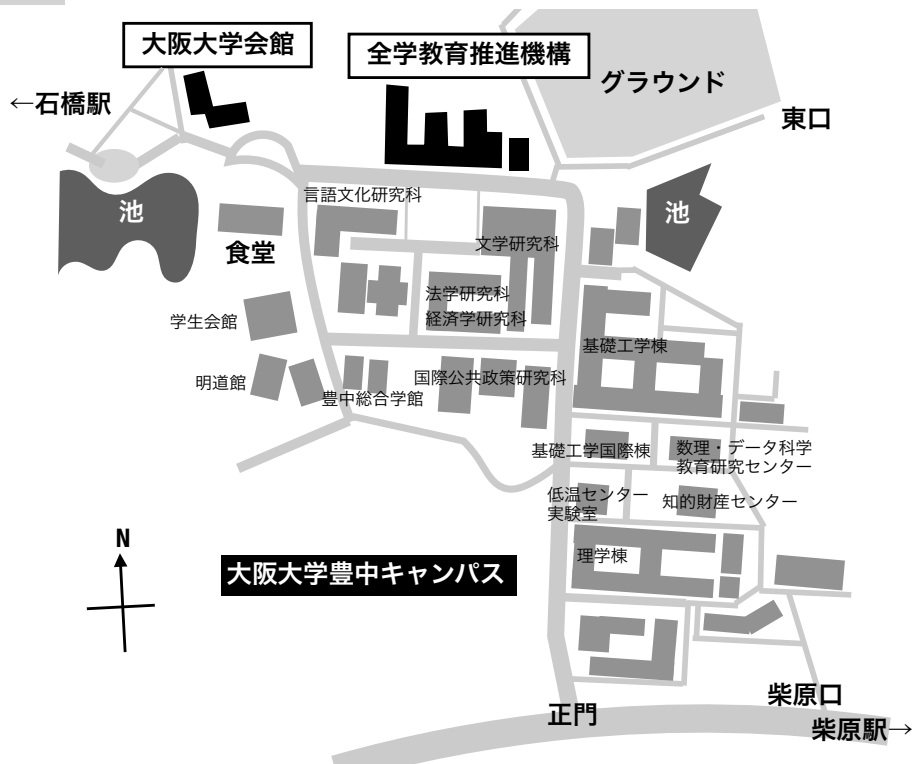 大阪大学会館
全学教育推進機構
グラウンド
←石橋駅
東口
言語文化研究科
池
池
文学研究科
食堂
法学研究科
経済学研究科
学生会館
基礎工学棟
明道館
国際公共政策研究科
豊中総合学館
基礎工学国際棟
数理・データ科学
教育研究センター
低温センター
実験室
知的財産センター
N
理学棟
大阪大学豊中キャンパス
柴原口
正門
柴原駅→